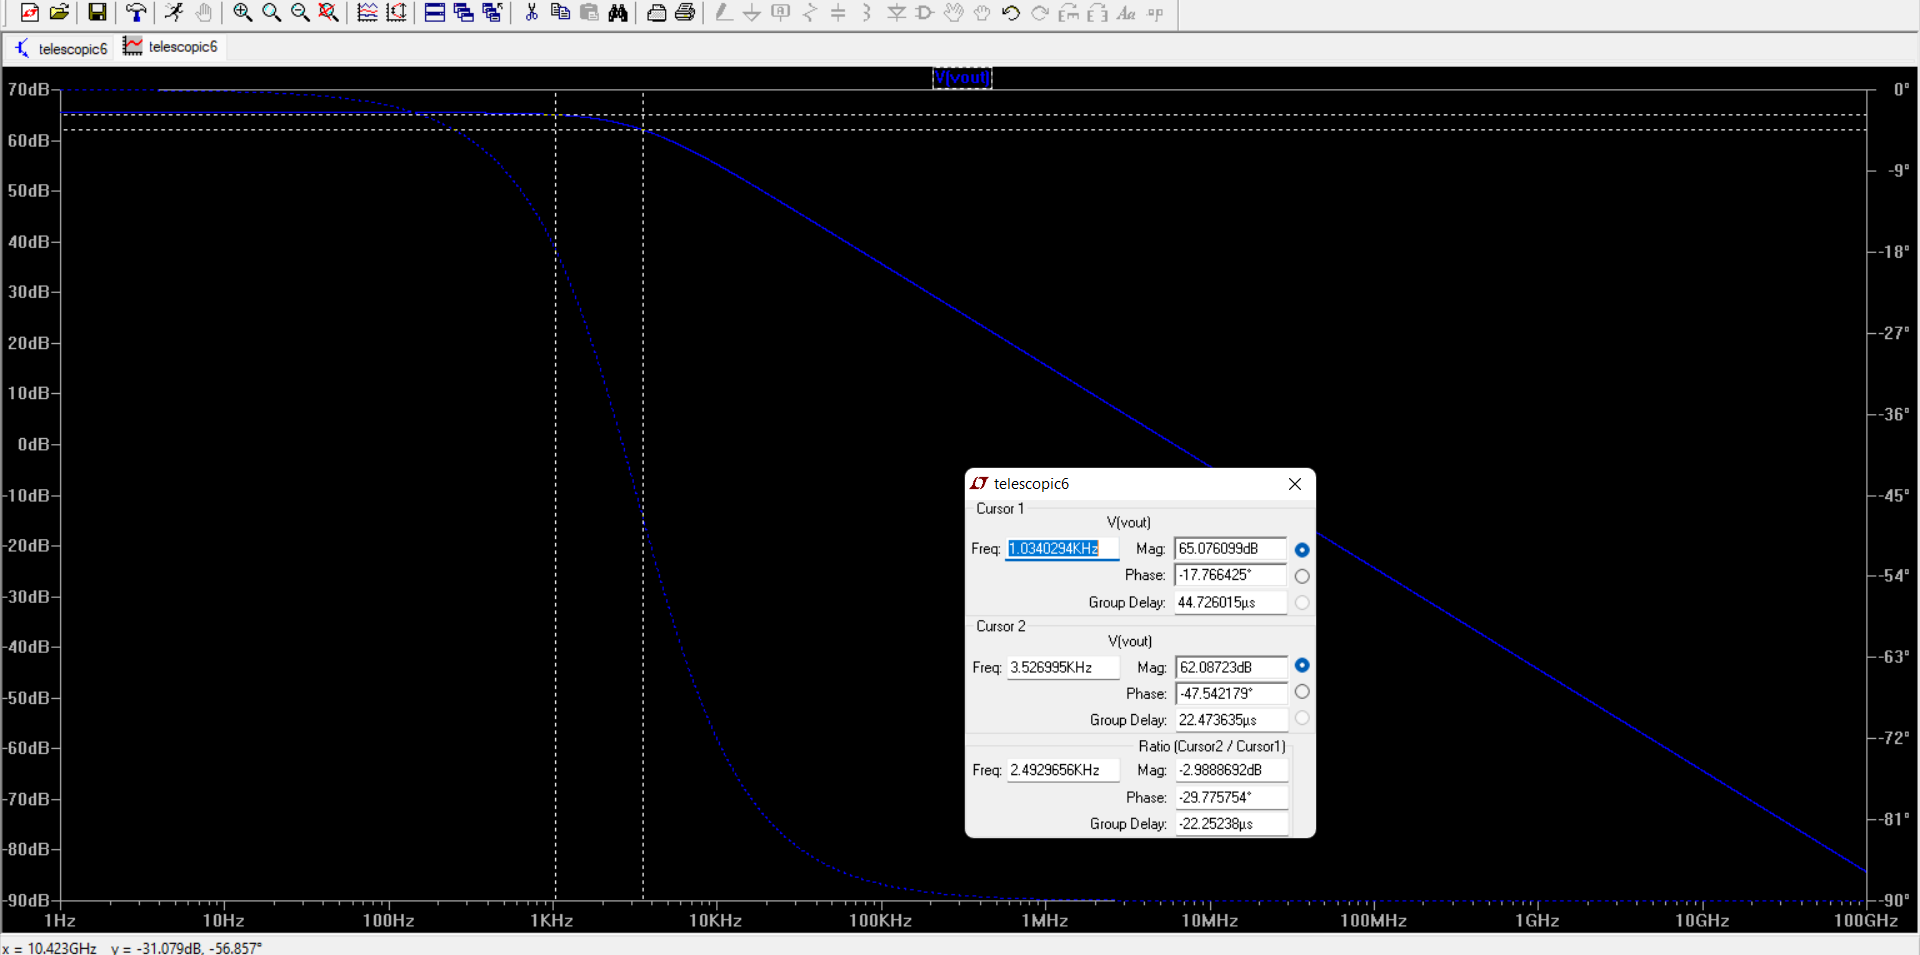 telescopic6
telescopic6
V(vout)
70dB
60dB
50dB
40dB
30dB
20dB
10dB
0dB
-10dB
-20dB
-30dB
-40dB
-50dB
-60dB
-70dB
-80dB
-90dB
0°
-9°
-18°
-27°
-36°
-45°
-54°
-63°
-72°
-81°
-90°
1Hz 10Hz 100Hz 1KHz 10KHz 100KHz 1MHz 10MHz 100MHz 1GHz 10GHz 100GHz
telescopic6
Cursor 1
V(vout)
Freq: 1.0340294KHz Mag: 65.076099dB
Phase: -17.766425°
Group Delay: 44.726015µs
Cursor 2
V(vout)
Freq: 3.526995KHz Mag: 62.08723dB
Phase: -47.542179°
Group Delay: 22.473635µs
Ratio (Cursor2 / Cursor1)
Freq: 2.4929656KHz Mag: -2.9888692dB
Phase: -29.775754°
Group Delay: -22.25238µs
x = 10.423GHz y = -31.079dB, -56.857°